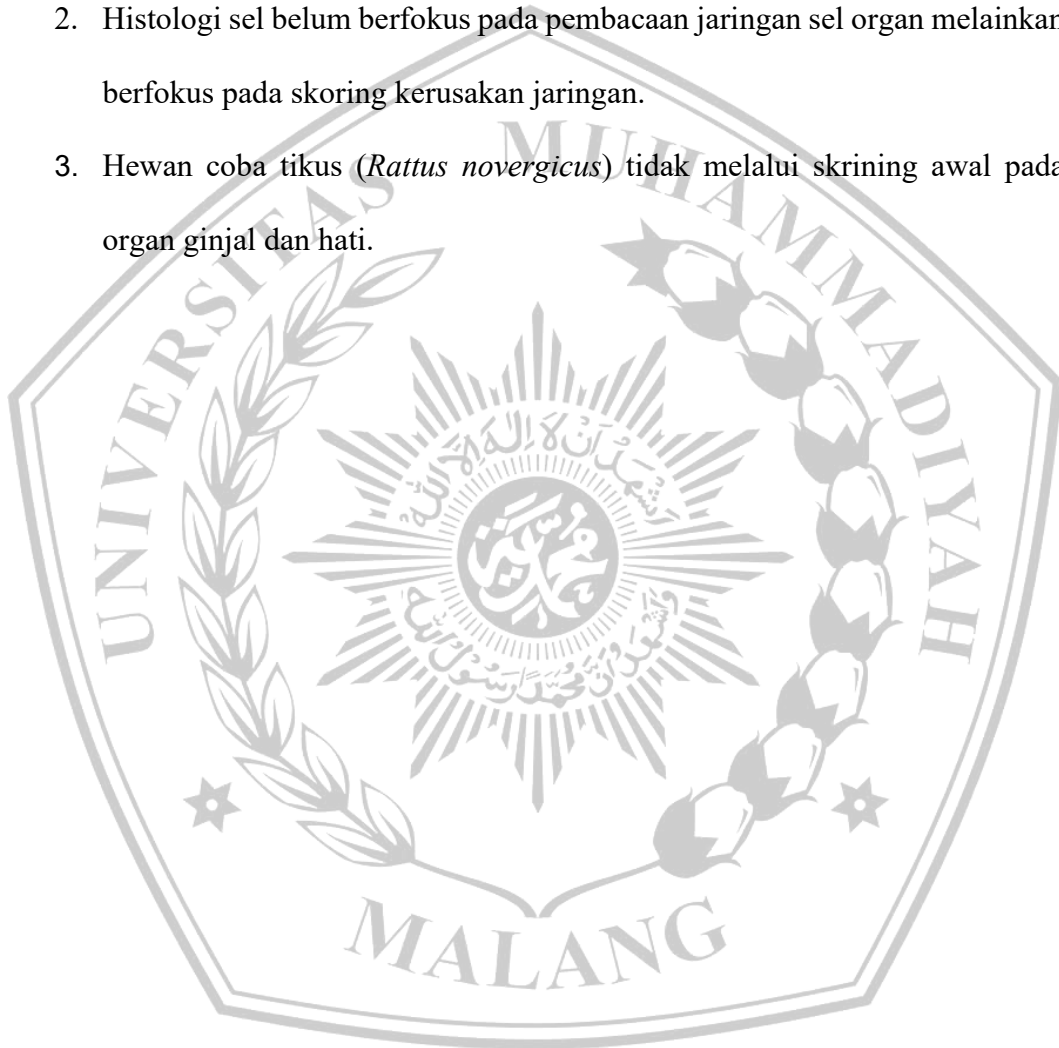 2. Histologi sel belum berfokus pada pembacaan jaringan sel organ melainkan
berfokus pada skoring kerusakan jaringan.
3. Hewan coba tikus (Rattus novergicus) tidak melalui skrining awal pada
organ ginjal dan hati.
UNIVERSITAS MUHAMMADIYAH
MALANG